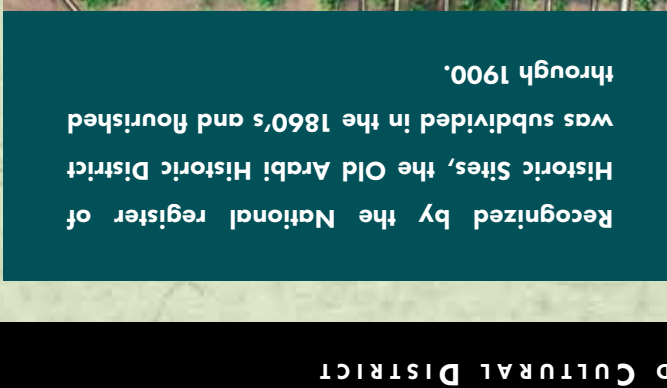 D CULTURAL DISTRICT
Recognized by the National register of
Historic Sites, the Old Arabi Historic District
was subdivided in the 1860's and flourished
through 1900.